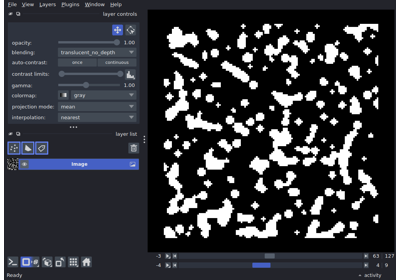 File View Layers Plugins Window Help
layer controls
opacity: 1.00
blending: translucent_no_depth
auto-contrast: once continuous
contrast limits:
gamma: 1.00
colormap: gray
projection mode: mean
interpolation: nearest
layer list
Image
-3 63 127
-4 4 9
Ready activity